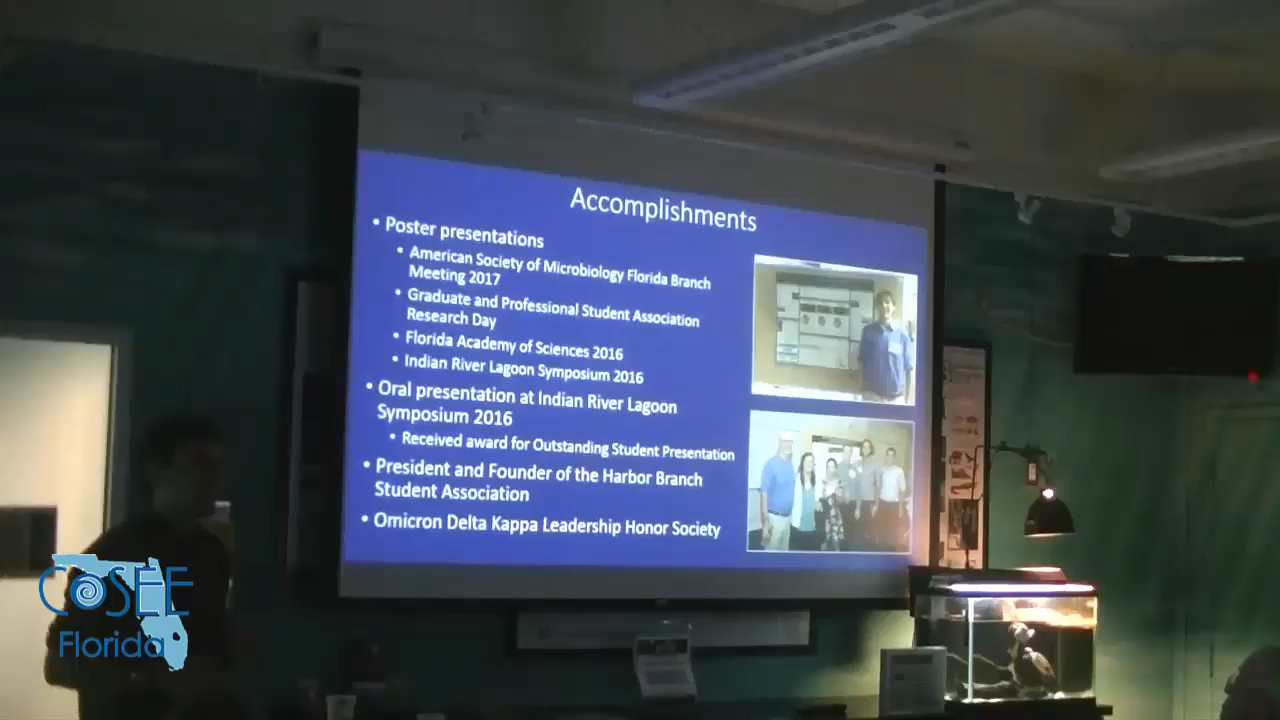 Accomplishments
• Poster presentations
• American Society of Microbiology Florida Branch
Meeting 2017
• Graduate and Professional Student Association
Research Day
• Florida Academy of Sciences 2016
• Indian River Lagoon Symposium 2016
• Oral presentation at Indian River Lagoon
Symposium 2016
• Received award for Outstanding Student Presentation
• President and Founder of the Harbor Branch
Student Association
• Omicron Delta Kappa Leadership Honor Society
COSEE
Florida